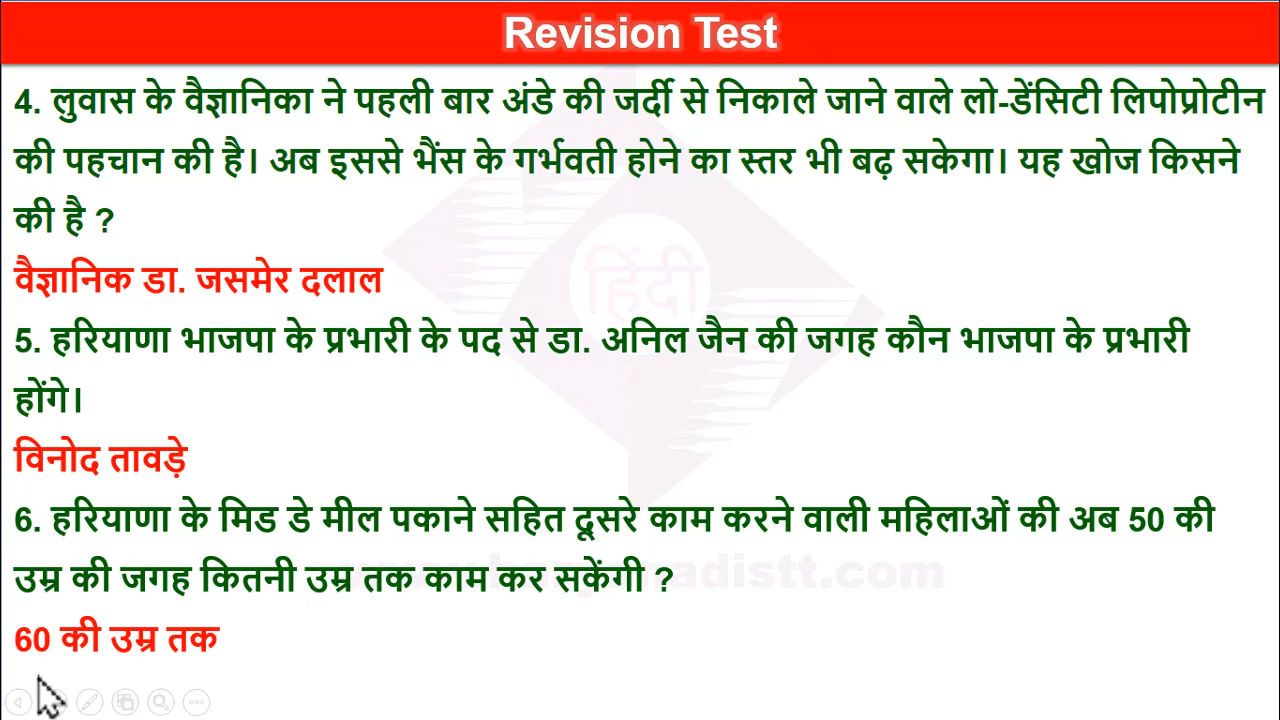 Revision Test
4. लुवास के वैज्ञानिका ने पहली बार अंडे की जर्दी से निकाले जाने वाले लो-डेंसिटी लिपोप्रोटीन
की पहचान की है। अब इससे भैंस के गर्भवती होने का स्तर भी बढ़ सकेगा। यह खोज किसने
की है ?
वैज्ञानिक डा. जसमेर दलाल
5. हरियाणा भाजपा के प्रभारी के पद से डा. अनिल जैन की जगह कौन भाजपा के प्रभारी
होंगे।
विनोद तावड़े
6. हरियाणा के मिड डे मील पकाने सहित दूसरे काम करने वाली महिलाओं की अब 50 की
उम्र की जगह कितनी उम्र तक काम कर सकेंगी ?
60 की उम्र तक
हिंदी